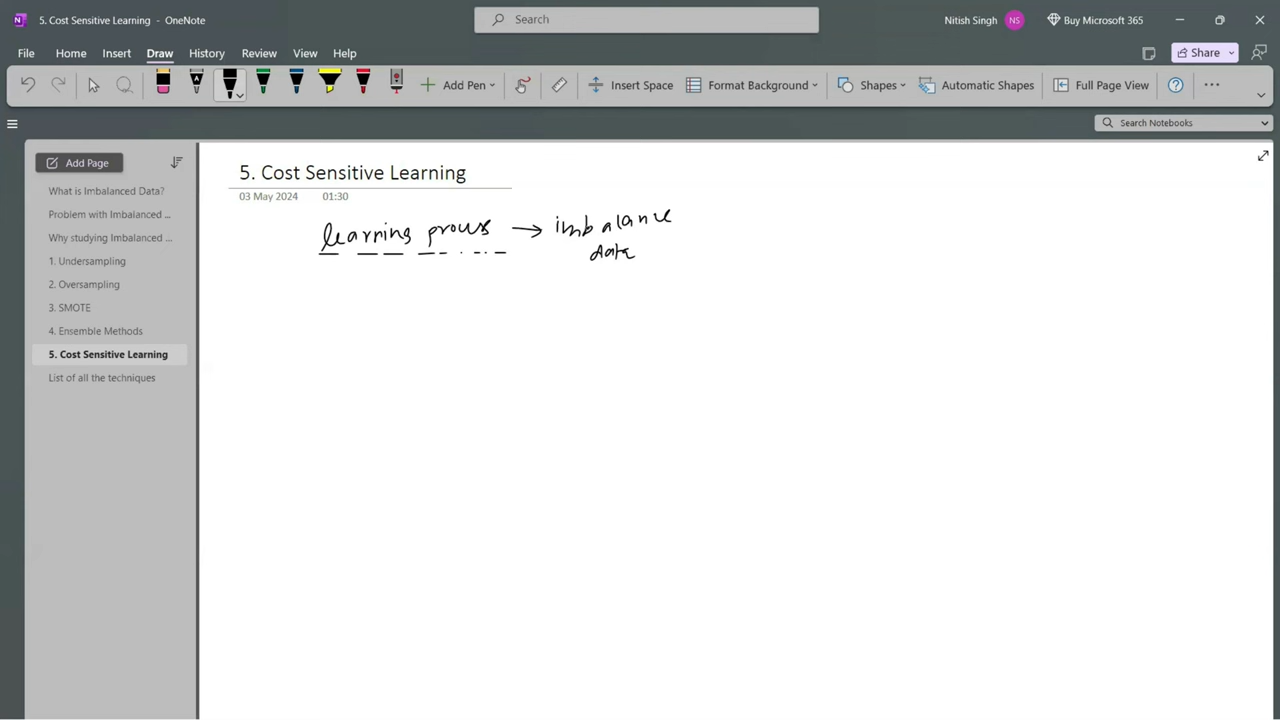 5. Cost Sensitive Learning - OneNote
Search
Nitish Singh NS
Buy Microsoft 365
File Home Insert Draw History Review View Help
Share
Add Pen
Insert Space
Format Background
Shapes
Automatic Shapes
Full Page View
Search Notebooks
Add Page
What is Imbalanced Data?
Problem with Imbalanced ...
Why studying Imbalanced ...
1. Undersampling
2. Oversampling
3. SMOTE
4. Ensemble Methods
5. Cost Sensitive Learning
List of all the techniques
5. Cost Sensitive Learning
03 May 2024 01:30
learning process → imbalance
data